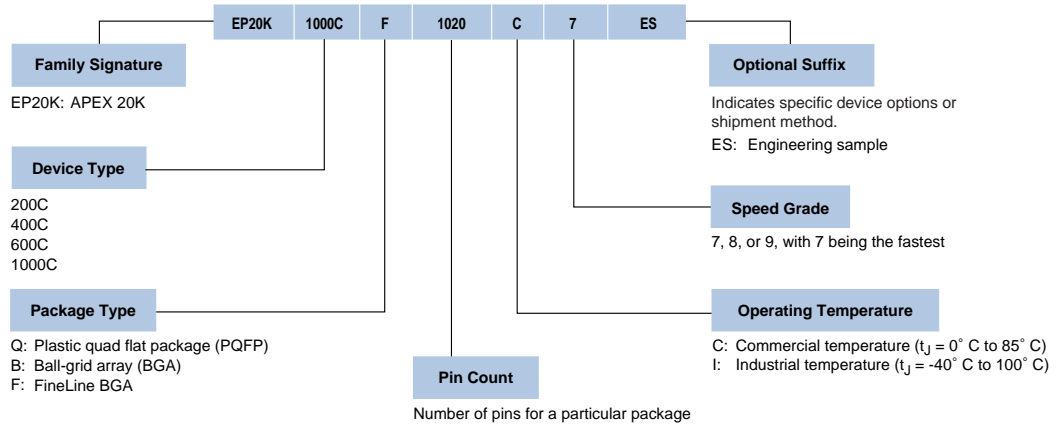 EP20K 1000C F 1020 C 7 ES
Family Signature
EP20K: APEX 20K
Optional Suffix
Indicates specific device options or
shipment method.
ES: Engineering sample
Device Type
200C
400C
600C
1000C
Speed Grade
7, 8, or 9, with 7 being the fastest
Package Type
Q: Plastic quad flat package (PQFP)
B: Ball-grid array (BGA)
F: FineLine BGA
Operating Temperature
C: Commercial temperature (tJ = 0° C to 85° C)
I: Industrial temperature (tJ = -40° C to 100° C)
Pin Count
Number of pins for a particular package